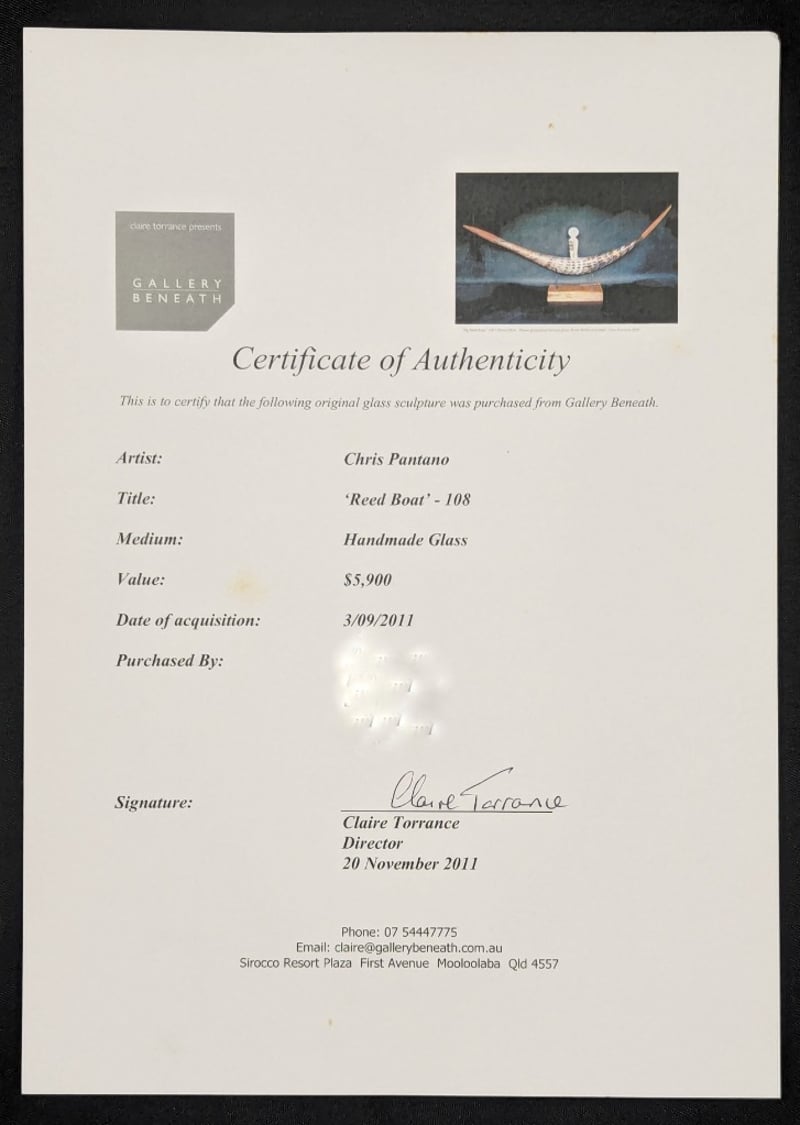 claire torrance presents
GALLERY
BENEATH
Certificate of Authenticity
This is to certify that the following original glass sculpture was purchased from Gallery Beneath.
Artist: Chris Pantano
Title: ‘Reed Boat’ - 108
Medium: Handmade Glass
Value: $5,900
Date of acquisition: 3/09/2011
Purchased By:
Signature: Claire Torrance
Claire Torrance
Director
20 November 2011
Phone: 07 54447775
Email: claire@gallerybeneath.com.au
Sirocco Resort Plaza First Avenue Mooloolaba Qld 4557